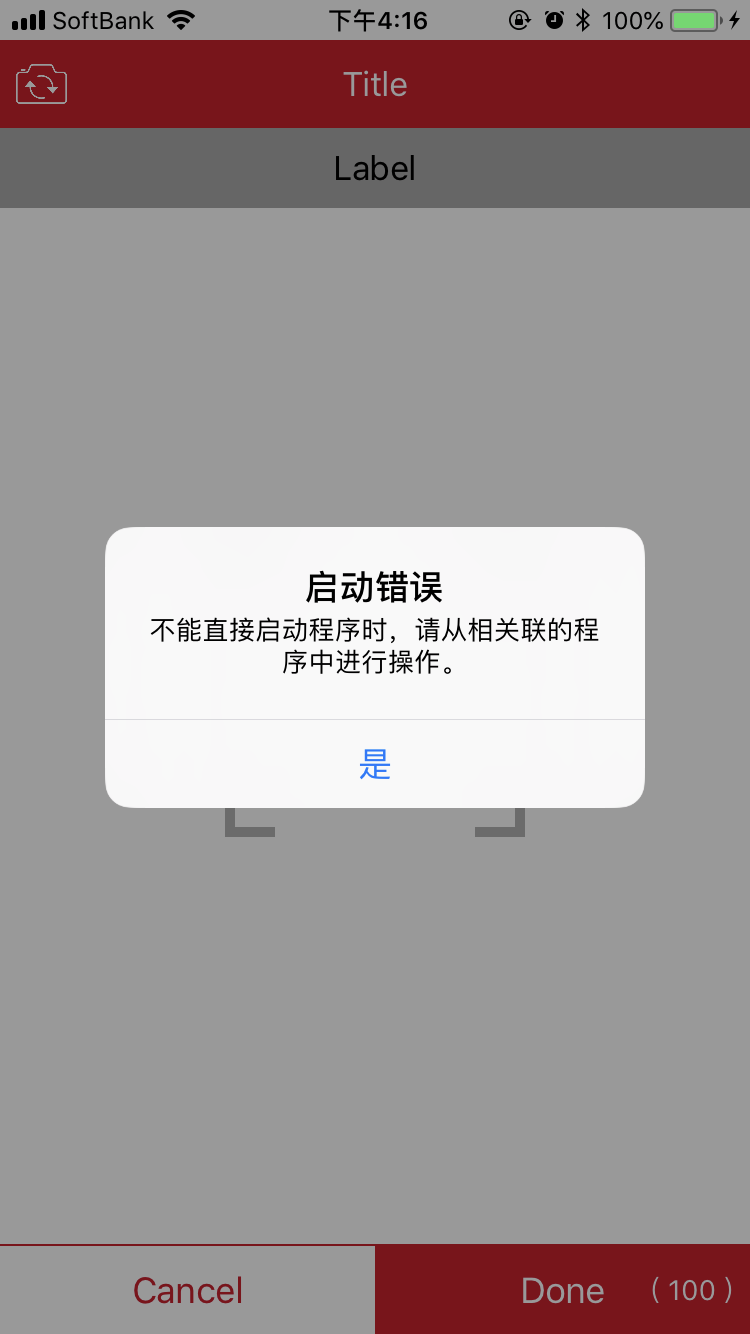 SoftBank 下午4:16 100%
Title
Label
启动错误
不能直接启动程序时，请从相关联的程
序中进行操作。
是
Cancel Done （100）